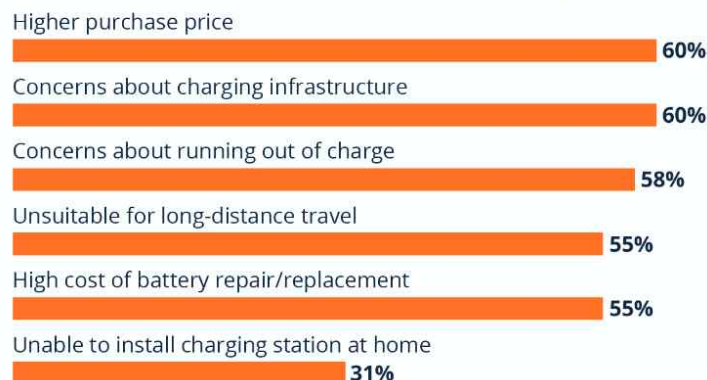 Higher purchase price
60%
Concerns about charging infrastructure
60%
Concerns about running out of charge
58%
Unsuitable for long-distance travel
55%
High cost of battery repair/replacement
55%
Unable to install charging station at home
31%